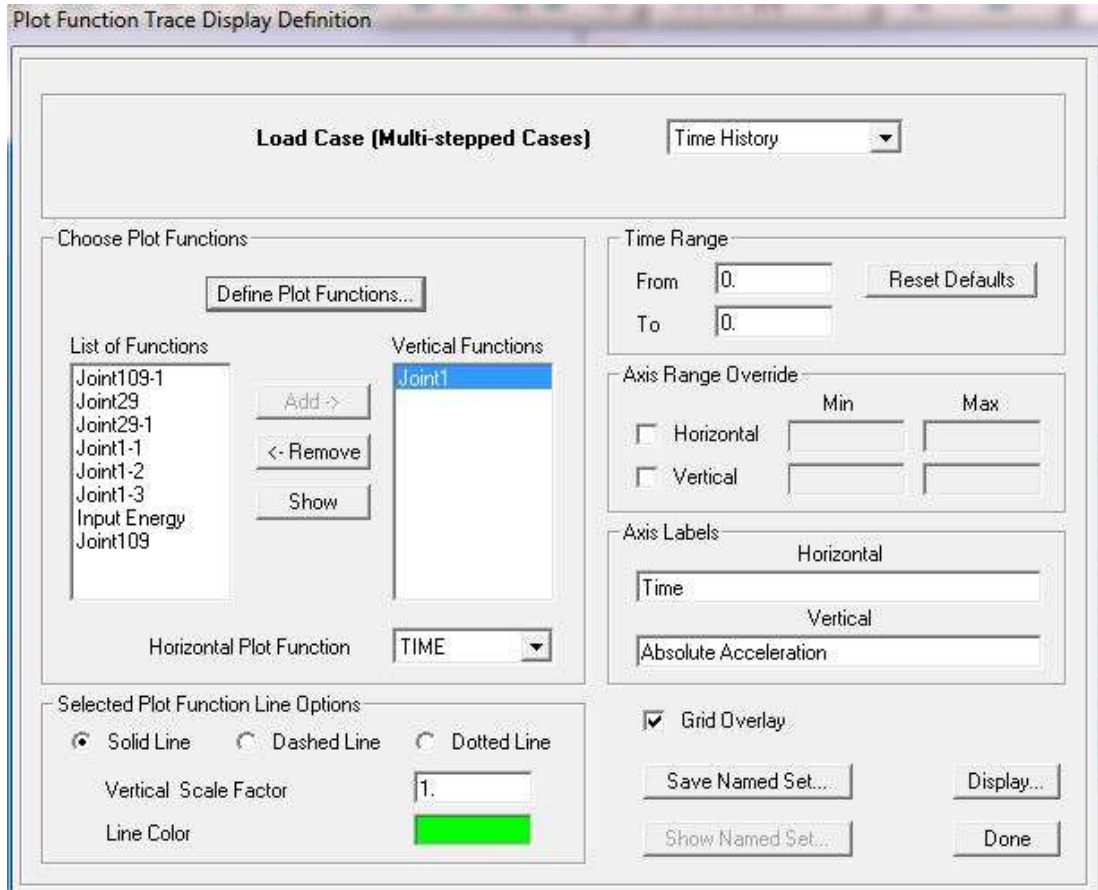 Plot Function Trace Display Definition
Load Case (Multi-stepped Cases)
Time History
Choose Plot Functions
Define Plot Functions...
List of Functions
Joint109-1
Joint29
Joint29-1
Joint1-1
Joint1-2
Joint1-3
Input Energy
Joint109
Add ->
<- Remove
Show
Vertical Functions
Joint1
Horizontal Plot Function
TIME
Time Range
From
0.
Reset Defaults
To
0.
Axis Range Override
Min Max
Horizontal
Vertical
Axis Labels
Horizontal
Time
Vertical
Absolute Acceleration
Selected Plot Function Line Options
Solid Line Dashed Line Dotted Line
Vertical Scale Factor
1.
Line Color
Grid Overlay
Save Named Set...
Display...
Show Named Set...
Done